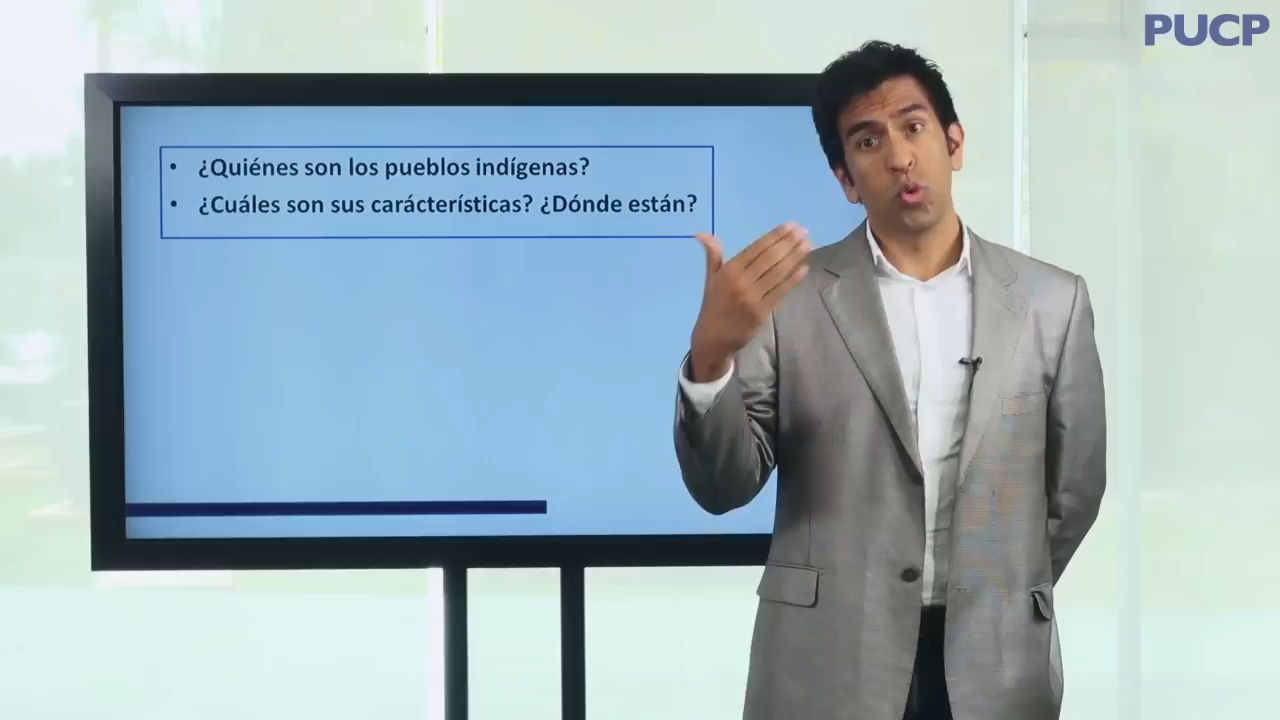 PUCP
• ¿Quiénes son los pueblos indígenas?
• ¿Cuáles son sus carácterísticas? ¿Dónde están?